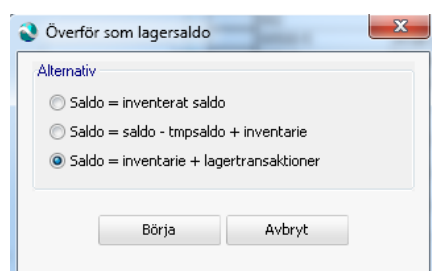 Överför som lagersaldo
Alternativ
Saldo = inventerat saldo
Saldo = saldo - tmpsaldo + inventarie
Saldo = inventarie + lagertransaktioner
Börja Avbryt